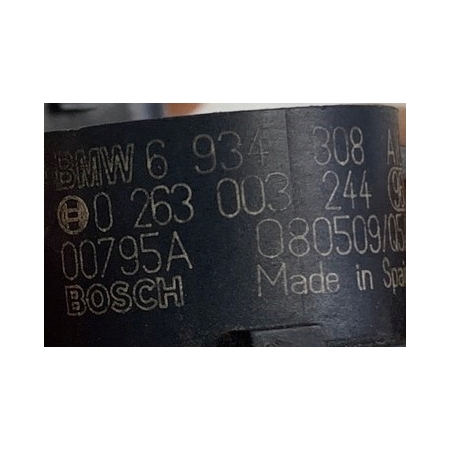 BMW 6 934 308 A
0 263 003 244
00795A 080509/05
BOSCH Made in Spa